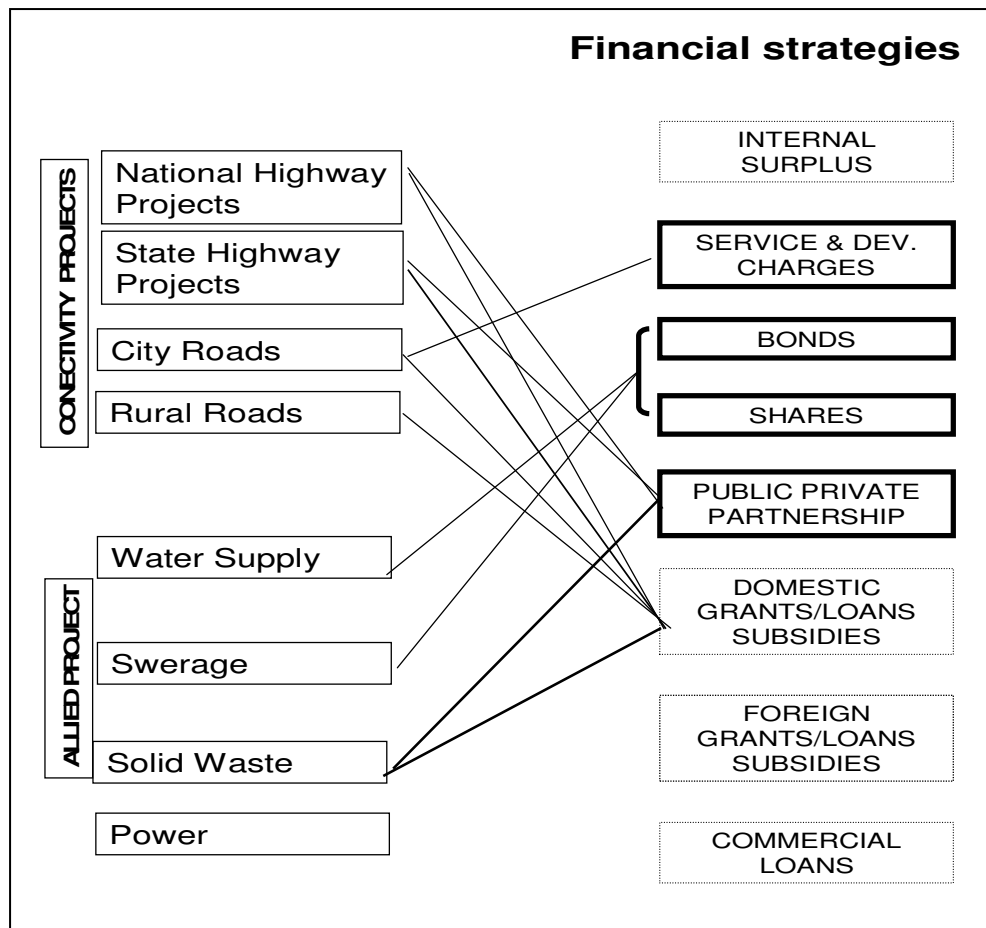 Financial strategies
CONECTIVITY PROJECTS
National Highway
Projects
State Highway
Projects
City Roads
Rural Roads
ALLIED PROJECT
Water Supply
Swerage
Solid Waste
Power
INTERNAL
SURPLUS
SERVICE & DEV.
CHARGES
BONDS
SHARES
PUBLIC PRIVATE
PARTNERSHIP
DOMESTIC
GRANTS/LOANS
SUBSIDIES
FOREIGN
GRANTS/LOANS
SUBSIDIES
COMMERCIAL
LOANS